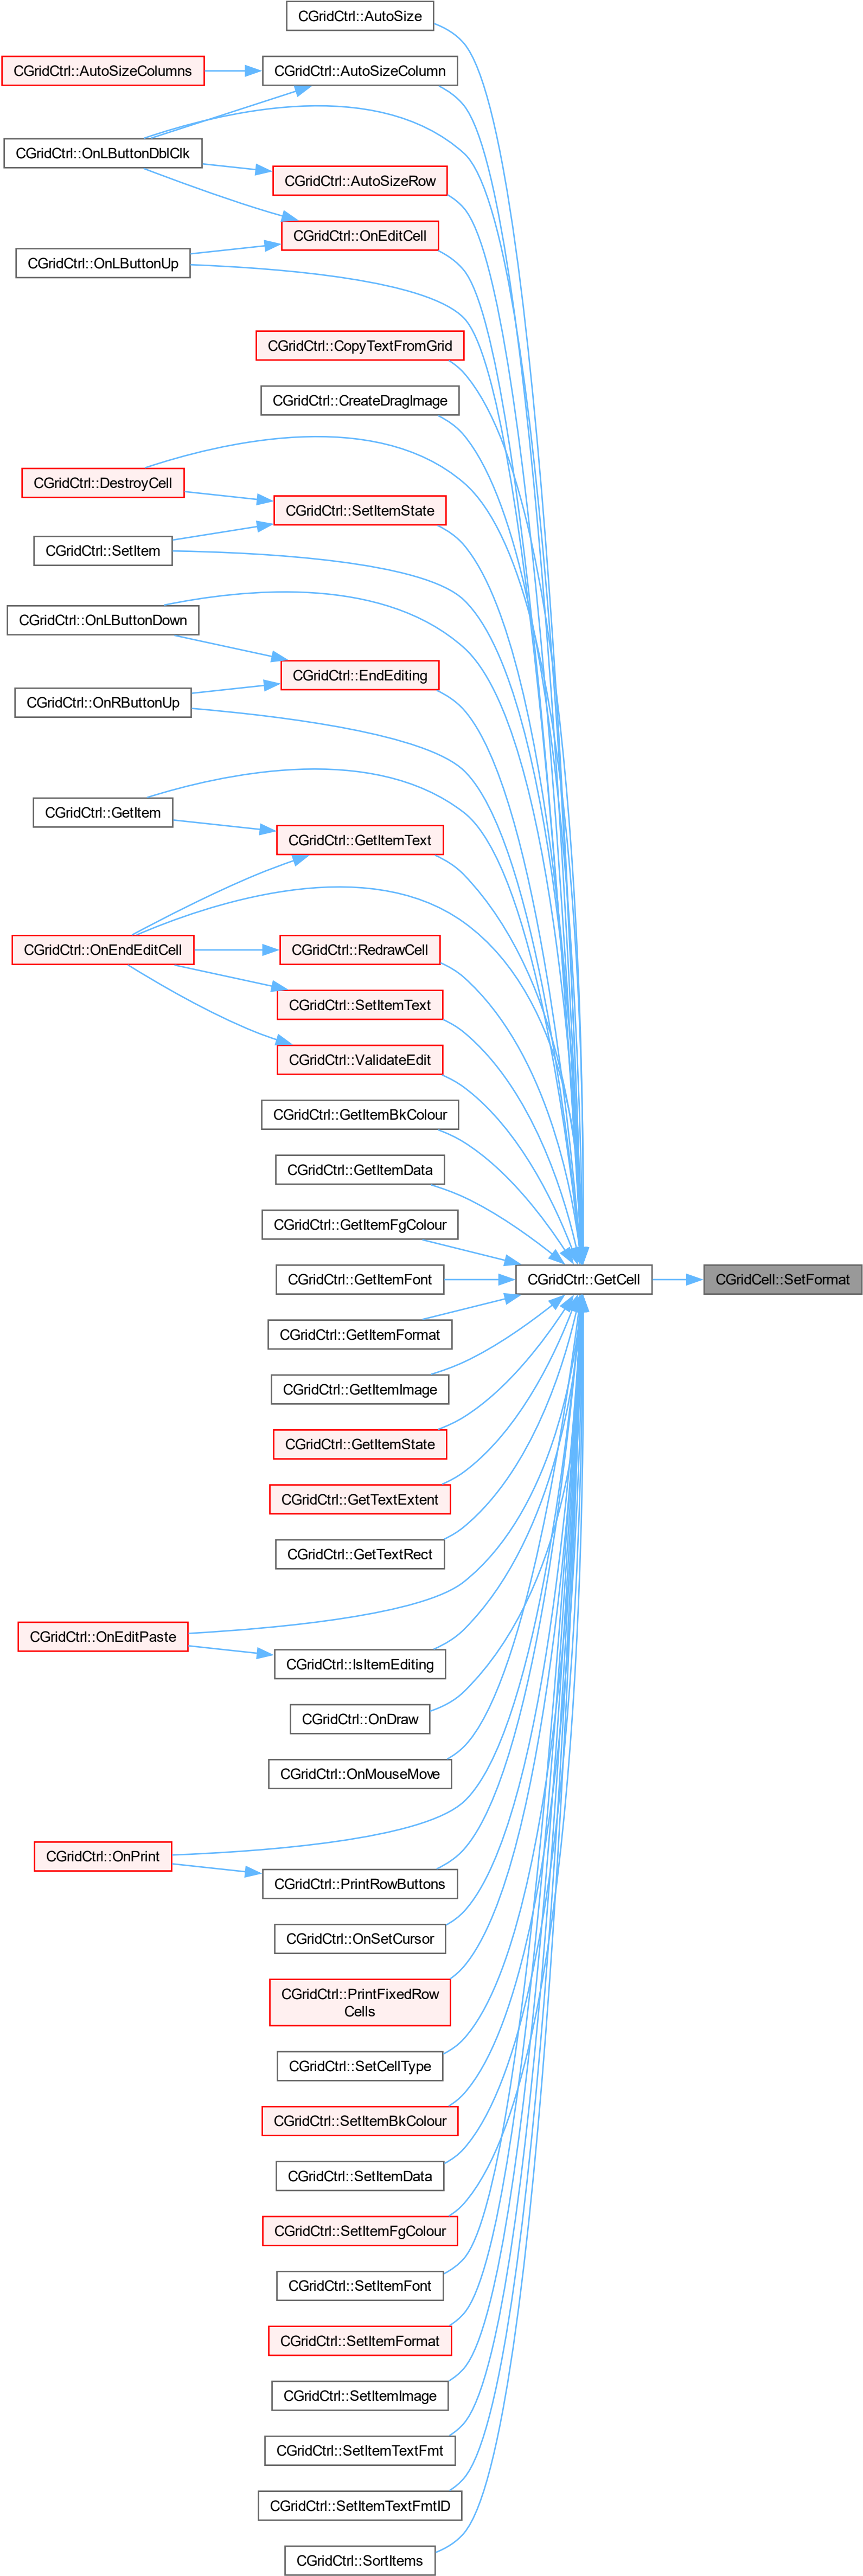 CGridCtrl::AutoSize
CGridCtrl::AutoSizeColumns
CGridCtrl::AutoSizeColumn
CGridCtrl::OnLButtonDblClk
CGridCtrl::AutoSizeRow
CGridCtrl::OnEditCell
CGridCtrl::OnLButtonUp
CGridCtrl::CopyTextFromGrid
CGridCtrl::CreateDragImage
CGridCtrl::DestroyCell
CGridCtrl::SetItemState
CGridCtrl::SetItem
CGridCtrl::OnLButtonDown
CGridCtrl::EndEditing
CGridCtrl::OnRButtonUp
CGridCtrl::GetItem
CGridCtrl::GetItemText
CGridCtrl::OnEndEditCell
CGridCtrl::RedrawCell
CGridCtrl::SetItemText
CGridCtrl::ValidateEdit
CGridCtrl::GetItemBkColour
CGridCtrl::GetItemData
CGridCtrl::GetItemFgColour
CGridCtrl::GetItemFont
CGridCtrl::GetCell
CGridCell::SetFormat
CGridCtrl::GetItemFormat
CGridCtrl::GetItemImage
CGridCtrl::GetItemState
CGridCtrl::GetTextExtent
CGridCtrl::GetTextRect
CGridCtrl::OnEditPaste
CGridCtrl::IsItemEditing
CGridCtrl::OnDraw
CGridCtrl::OnMouseMove
CGridCtrl::OnPrint
CGridCtrl::PrintRowButtons
CGridCtrl::OnSetCursor
CGridCtrl::PrintFixedRow
Cells
CGridCtrl::SetCellType
CGridCtrl::SetItemBkColour
CGridCtrl::SetItemData
CGridCtrl::SetItemFgColour
CGridCtrl::SetItemFont
CGridCtrl::SetItemFormat
CGridCtrl::SetItemImage
CGridCtrl::SetItemTextFmt
CGridCtrl::SetItemTextFmtID
CGridCtrl::SortItems